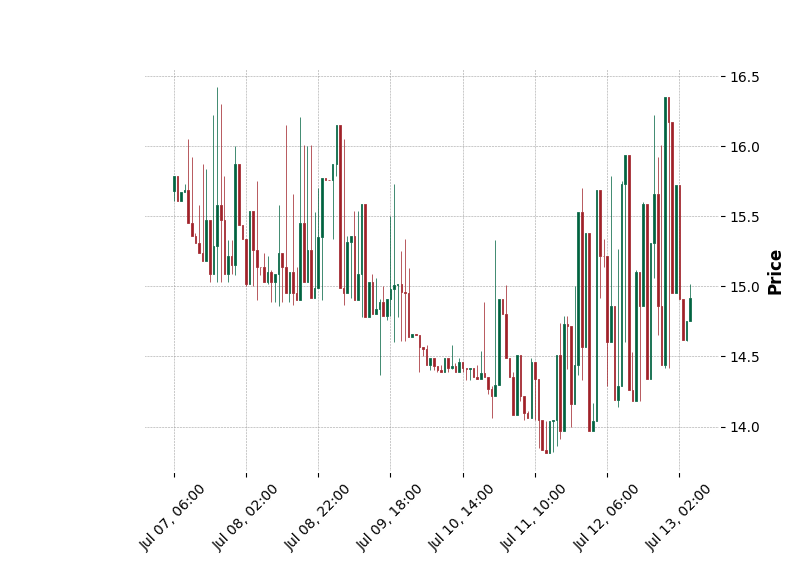 16.5
16.0
15.5
15.0
14.5
14.0
Price
Jul 07, 06:00
Jul 08, 02:00
Jul 08, 22:00
Jul 09, 18:00
Jul 10, 14:00
Jul 11, 10:00
Jul 12, 06:00
Jul 13, 02:00